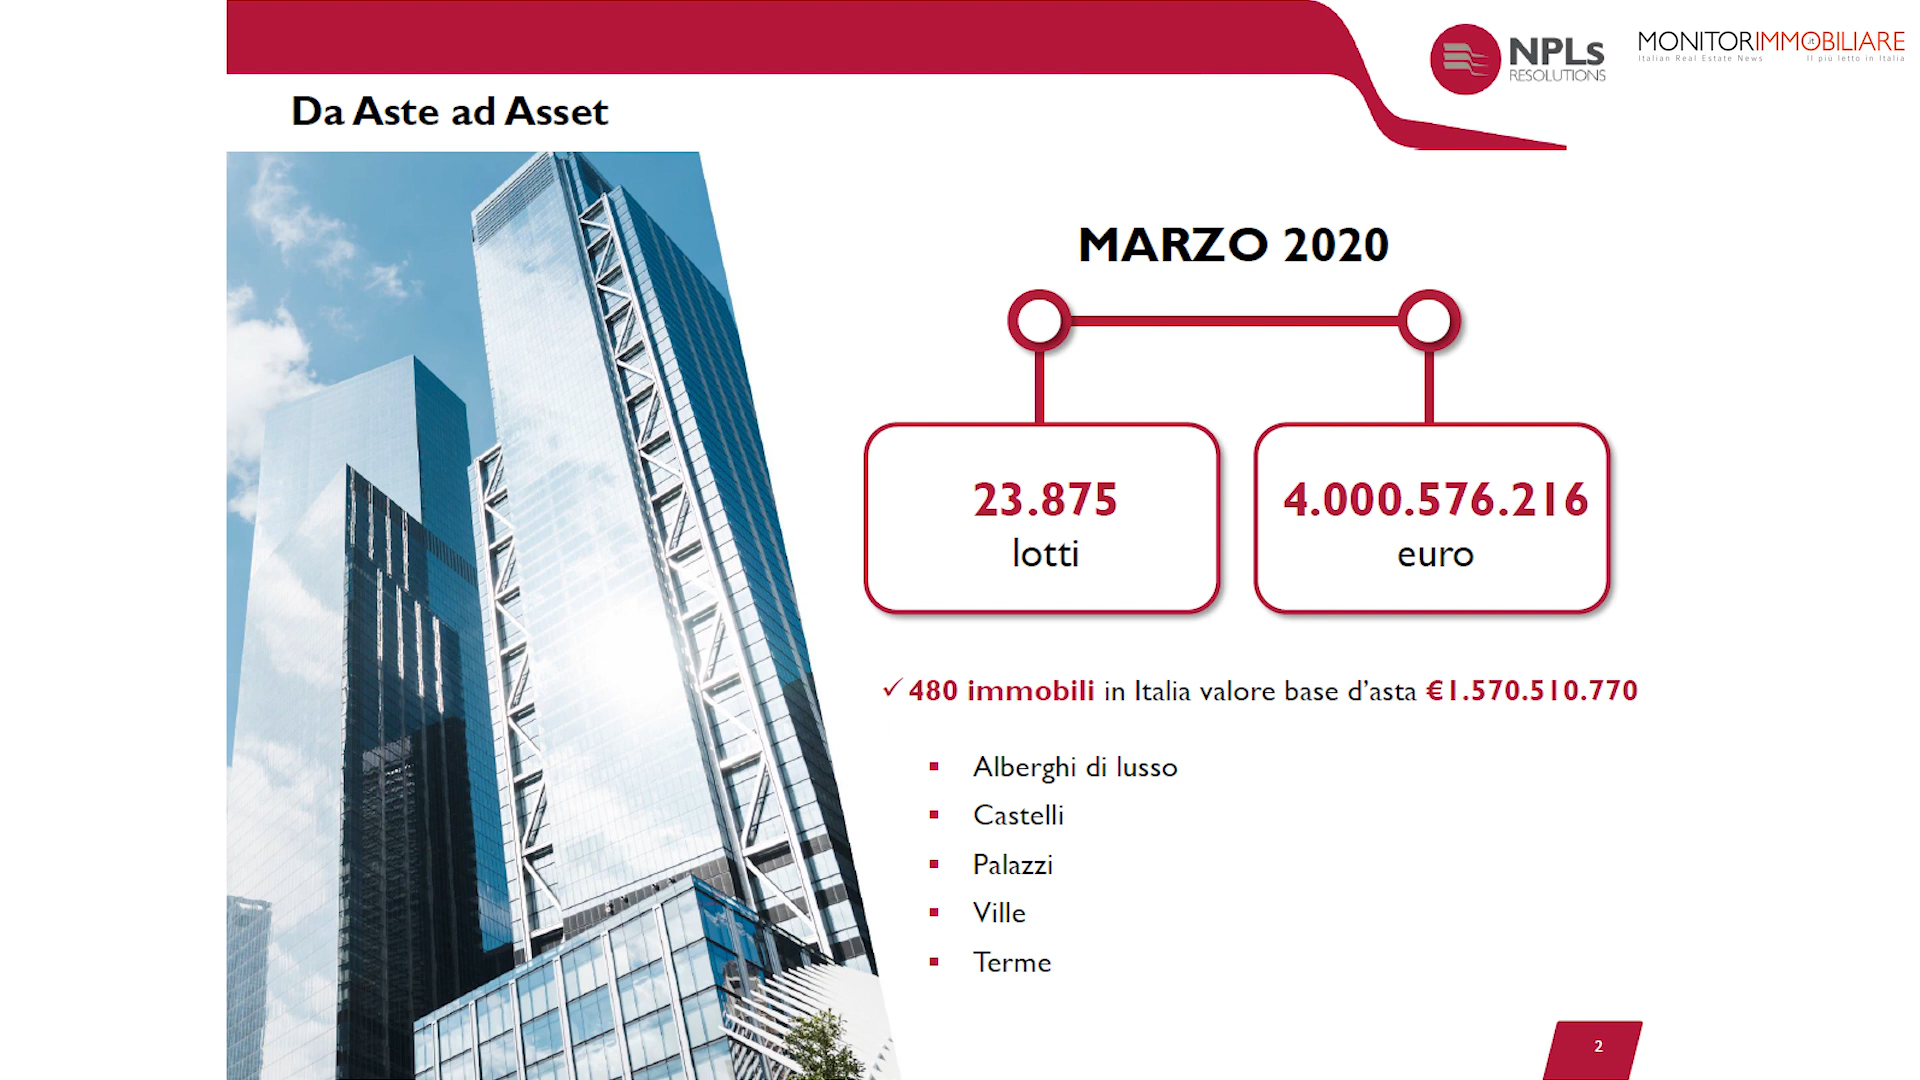 NPLs
RESOLUTIONS
MONITORIMMOBILIARE
.it
Italian Real Estate News Il più letto in Italia
Da Aste ad Asset
MARZO 2020
23.875
lotti
4.000.576.216
euro
✓ 480 immobili in Italia valore base d’asta €1.570.510.770
▪ Alberghi di lusso
▪ Castelli
▪ Palazzi
▪ Ville
▪ Terme
2